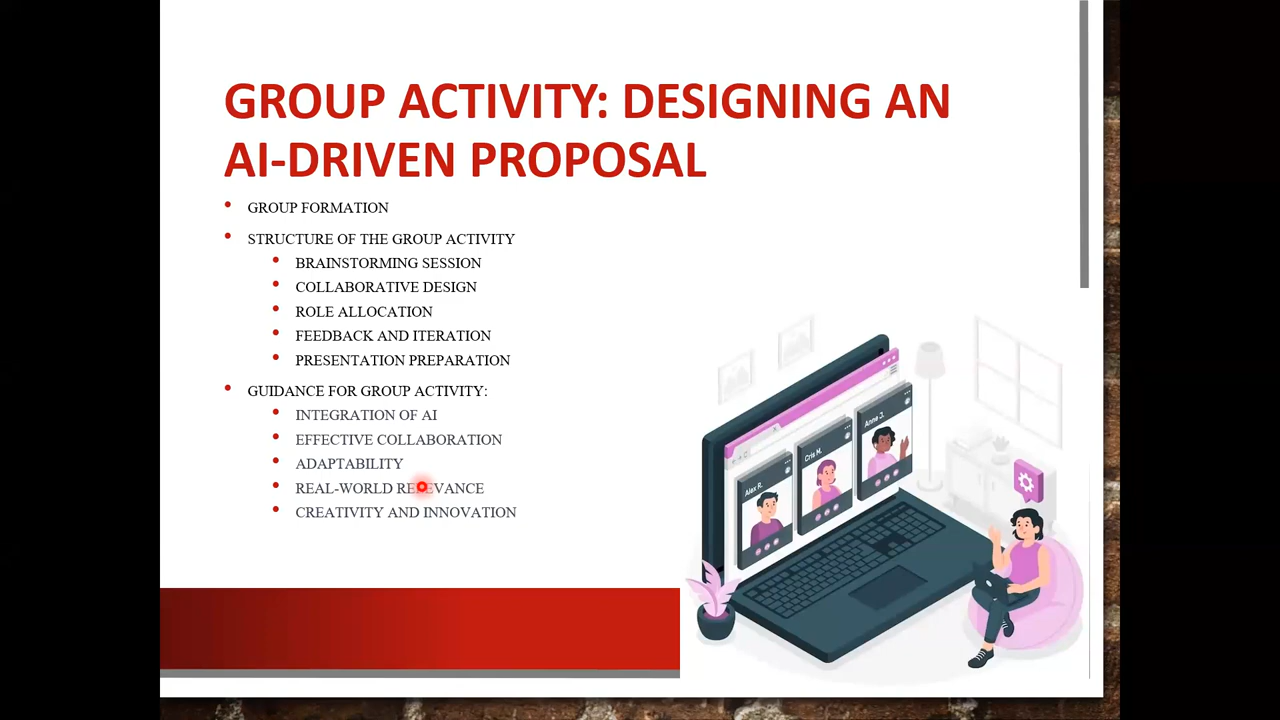 GROUP ACTIVITY: DESIGNING AN
AI-DRIVEN PROPOSAL
GROUP FORMATION
STRUCTURE OF THE GROUP ACTIVITY
BRAINSTORMING SESSION
COLLABORATIVE DESIGN
ROLE ALLOCATION
FEEDBACK AND ITERATION
PRESENTATION PREPARATION
GUIDANCE FOR GROUP ACTIVITY:
INTEGRATION OF AI
EFFECTIVE COLLABORATION
ADAPTABILITY
REAL-WORLD RELEVANCE
CREATIVITY AND INNOVATION
Alex R.
Cris M.
Anne J.